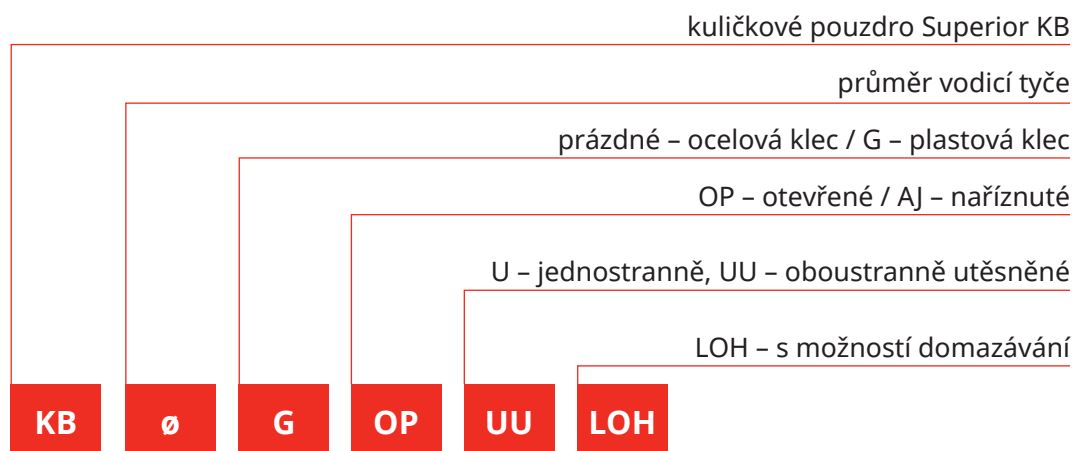 kuličkové pouzdro Superior KB
průměr vodicí tyče
prázdné – ocelová klec / G – plastová klec
OP – otevřené / AJ – naříznuté
U – jednostranně, UU – oboustranně utěsněné
LOH – s možností domazávání
KB ø G OP UU LOH